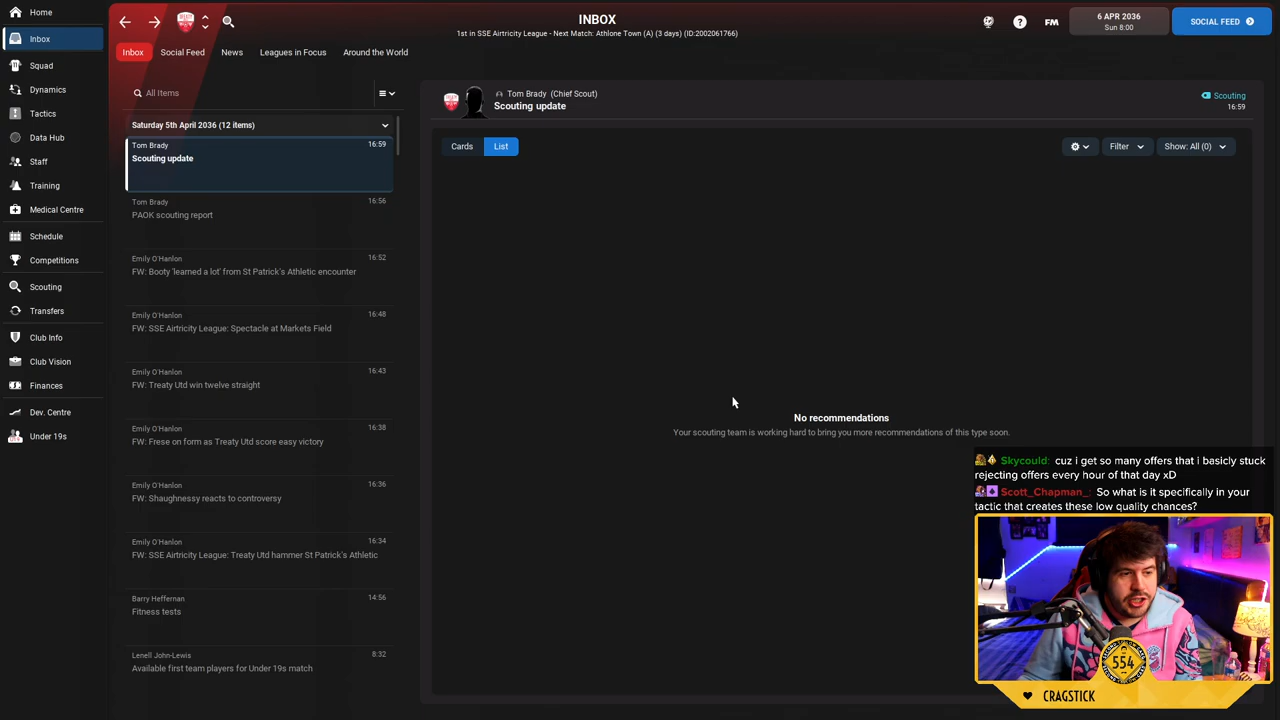 Home
Inbox
Squad
Dynamics
Tactics
Data Hub
Staff
Training
Medical Centre
Schedule
Competitions
Scouting
Transfers
Club Info
Club Vision
Finances
Dev. Centre
Under 19s
INBOX
1st in SSE Airtricity League - Next Match: Athlone Town (A) (3 days) (ID:2002061766)
FM
6 APR 2036
Sun 8:00
SOCIAL FEED
Inbox
Social Feed
News
Leagues in Focus
Around the World
All Items
Saturday 5th April 2036 (12 items)
Tom Brady 16:59
Scouting update
Tom Brady 16:56
PAOK scouting report
Emily O'Hanlon 16:52
FW: Booty 'learned a lot' from St Patrick's Athletic encounter
Emily O'Hanlon 16:48
FW: SSE Airtricity League: Spectacle at Markets Field
Emily O'Hanlon 16:43
FW: Treaty Utd win twelve straight
Emily O'Hanlon 16:38
FW: Frese on form as Treaty Utd score easy victory
Emily O'Hanlon 16:36
FW: Shaughnessy reacts to controversy
Emily O'Hanlon 16:34
FW: SSE Airtricity League: Treaty Utd hammer St Patrick's Athletic
Barry Heffernan 14:56
Fitness tests
Lenell John-Lewis 8:32
Available first team players for Under 19s match
Tom Brady (Chief Scout)
Scouting update
Scouting
16:59
Cards
List
Filter
Show: All (0)
No recommendations
Your scouting team is working hard to bring you more recommendations of this type soon.
Skycould: cuz i get so many offers that i basicly stuck
rejecting offers every hour of that day xD
Scott_Chapman_: So what is it specifically in your
tactic that creates these low quality chances?
554
CRAGSTICK